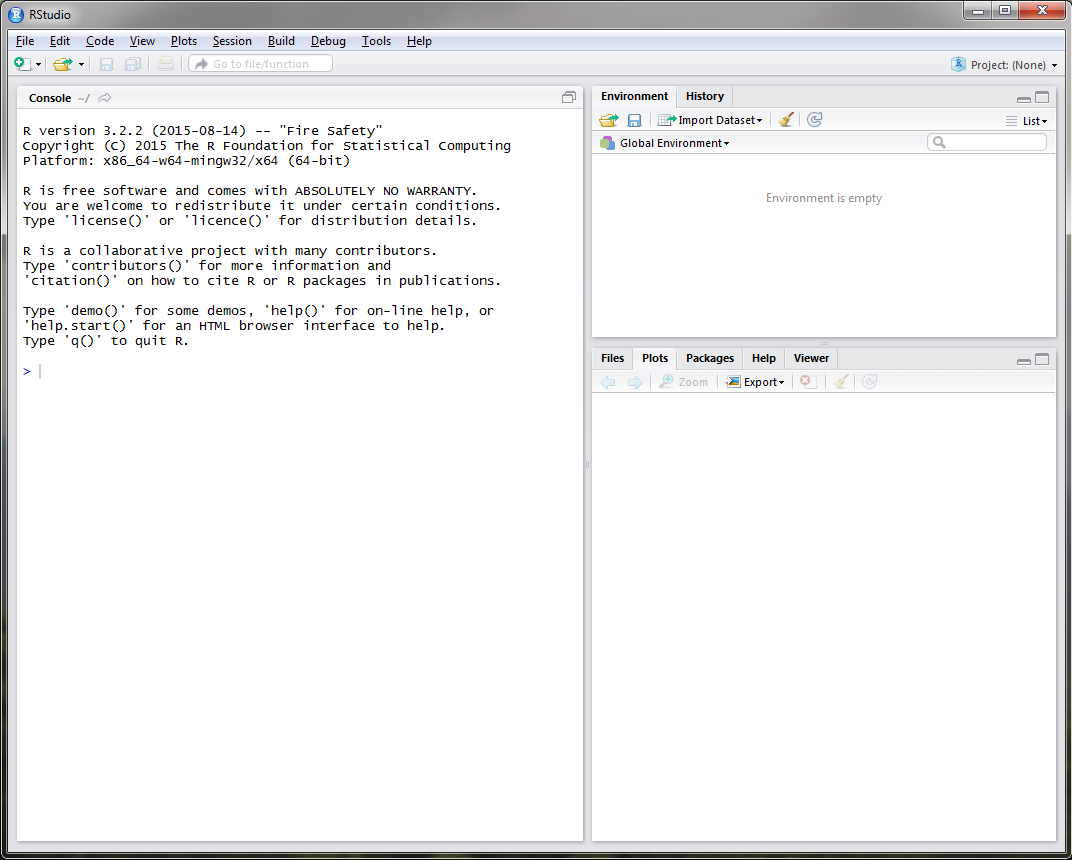 RStudio
File Edit Code View Plots Session Build Debug Tools Help
Go to file/function
Project: (None)
Console ~/
R version 3.2.2 (2015-08-14) -- "Fire Safety"
Copyright (C) 2015 The R Foundation for Statistical Computing
Platform: x86_64-w64-mingw32/x64 (64-bit)
R is free software and comes with ABSOLUTELY NO WARRANTY.
You are welcome to redistribute it under certain conditions.
Type 'license()' or 'licence()' for distribution details.
R is a collaborative project with many contributors.
Type 'contributors()' for more information and
'citation()' on how to cite R or R packages in publications.
Type 'demo()' for some demos, 'help()' for on-line help, or
'help.start()' for an HTML browser interface to help.
Type 'q()' to quit R.
>
Environment History
Import Dataset List
Global Environment
Environment is empty
Files Plots Packages Help Viewer
Zoom Export